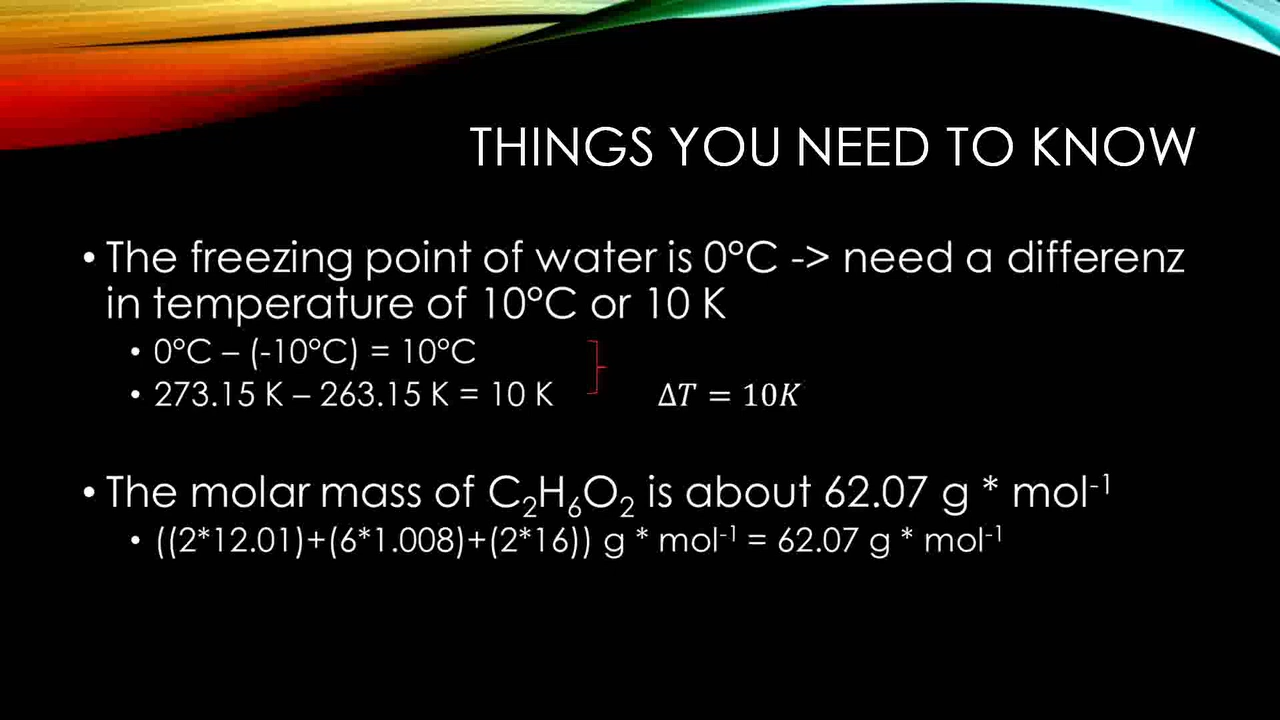 THINGS YOU NEED TO KNOW
• The freezing point of water is 0°C -> need a differenz
in temperature of 10°C or 10 K
• 0°C – (-10°C) = 10°C
• 273.15 K – 263.15 K = 10 K ΔT = 10K
• The molar mass of C₂H₆O₂ is about 62.07 g * mol⁻¹
• ((2*12.01)+(6*1.008)+(2*16)) g * mol⁻¹ = 62.07 g * mol⁻¹